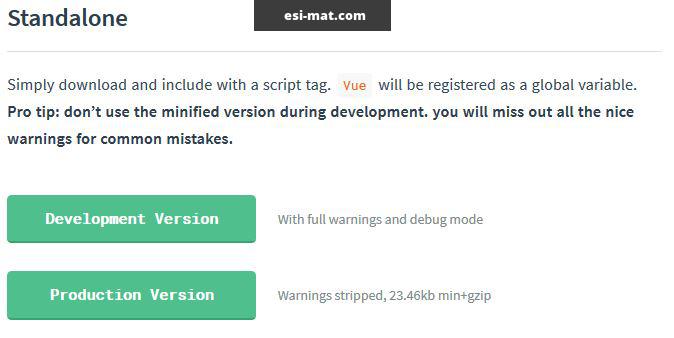 Standalone
esi-mat.com
Simply download and include with a script tag. Vue will be registered as a global variable.
Pro tip: don’t use the minified version during development. you will miss out all the nice
warnings for common mistakes.
Development Version
With full warnings and debug mode
Production Version
Warnings stripped, 23.46kb min+gzip